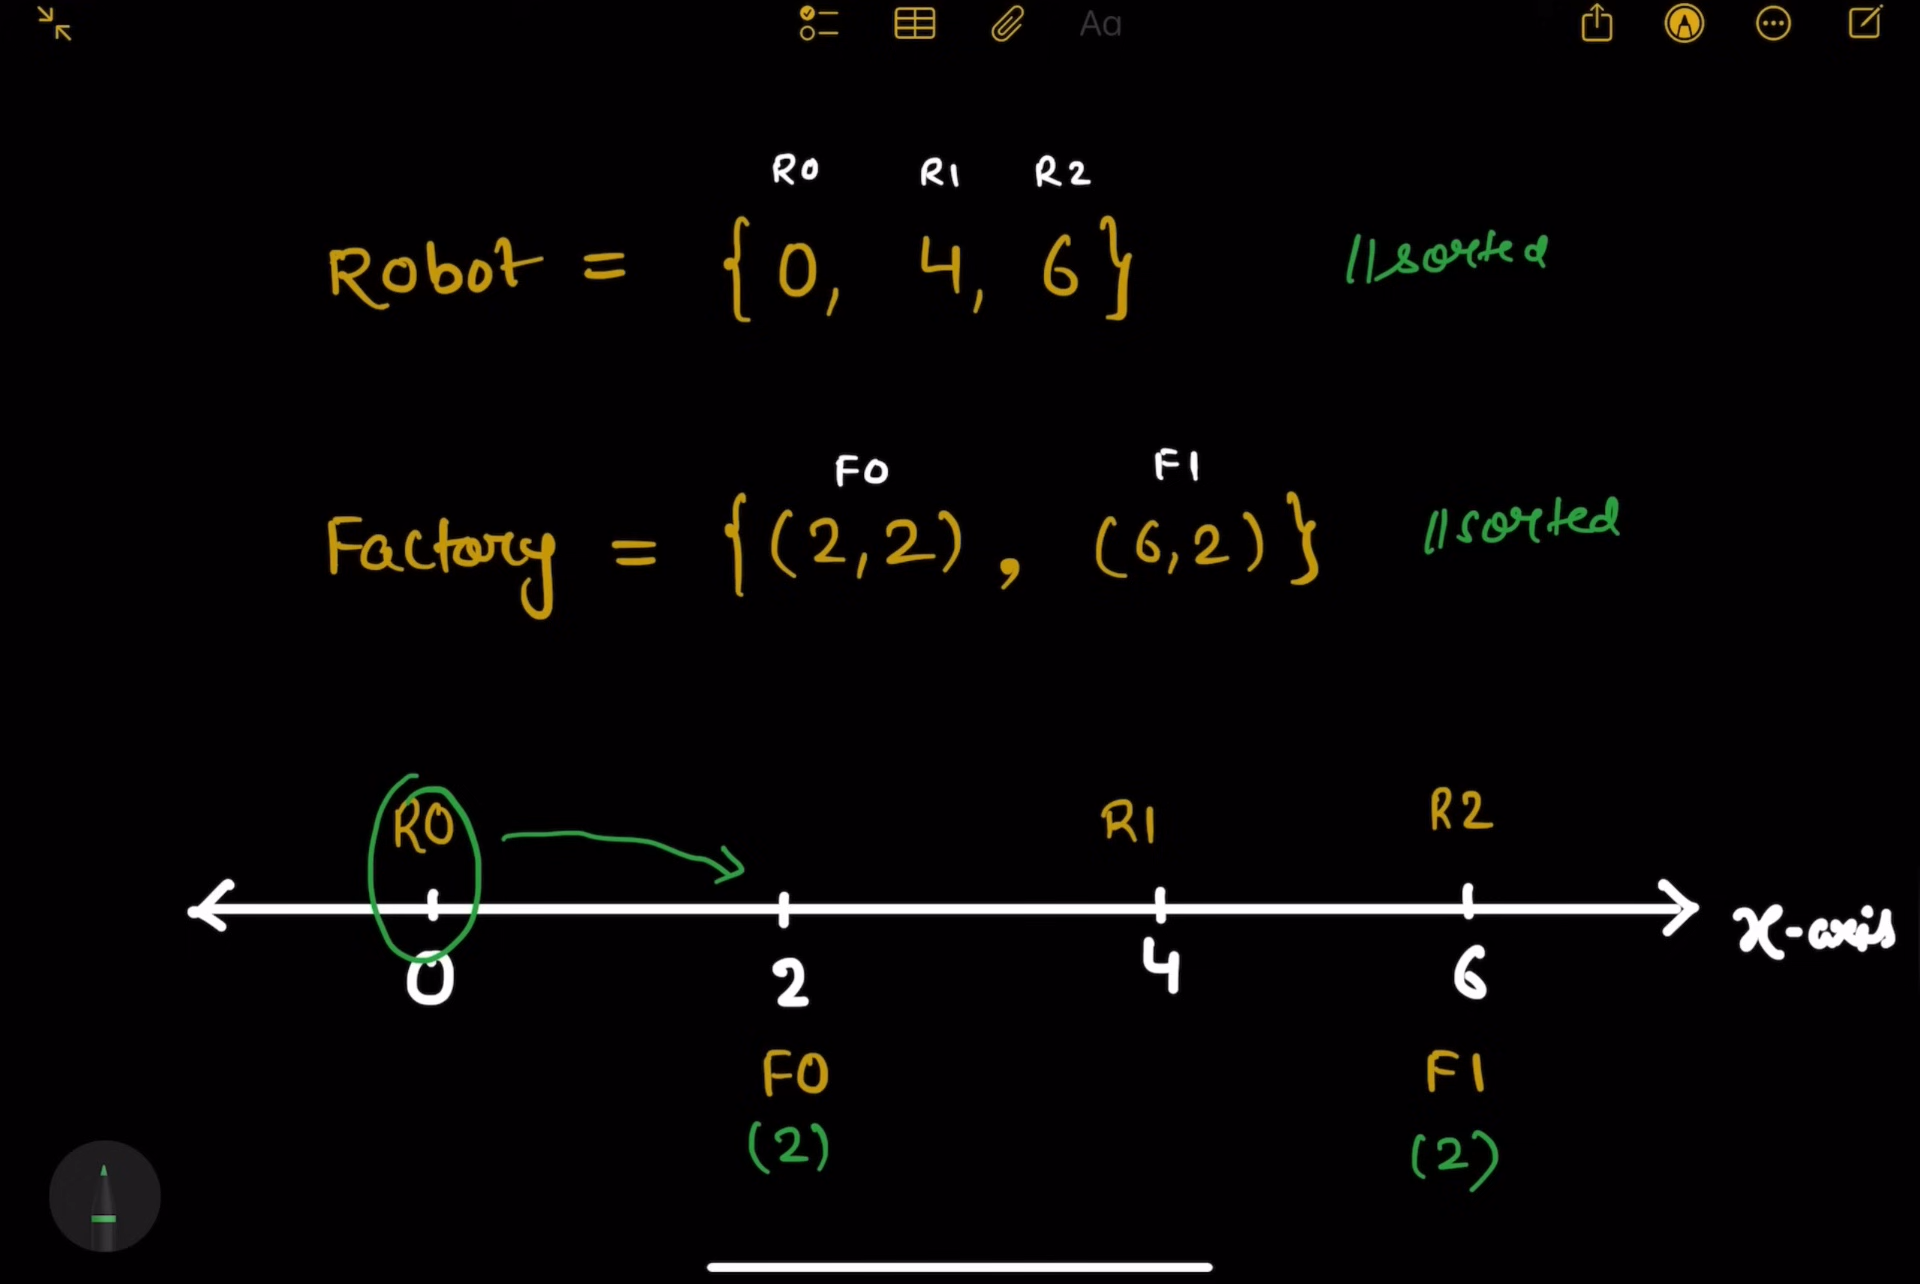 Aa
R0 R1 R2
Robot = {0, 4, 6} //sorted
F0 F1
Factory = {(2,2), (6,2)} //sorted
R0 R1 R2
0 2 4 6 x-axis
F0 F1
(2) (2)